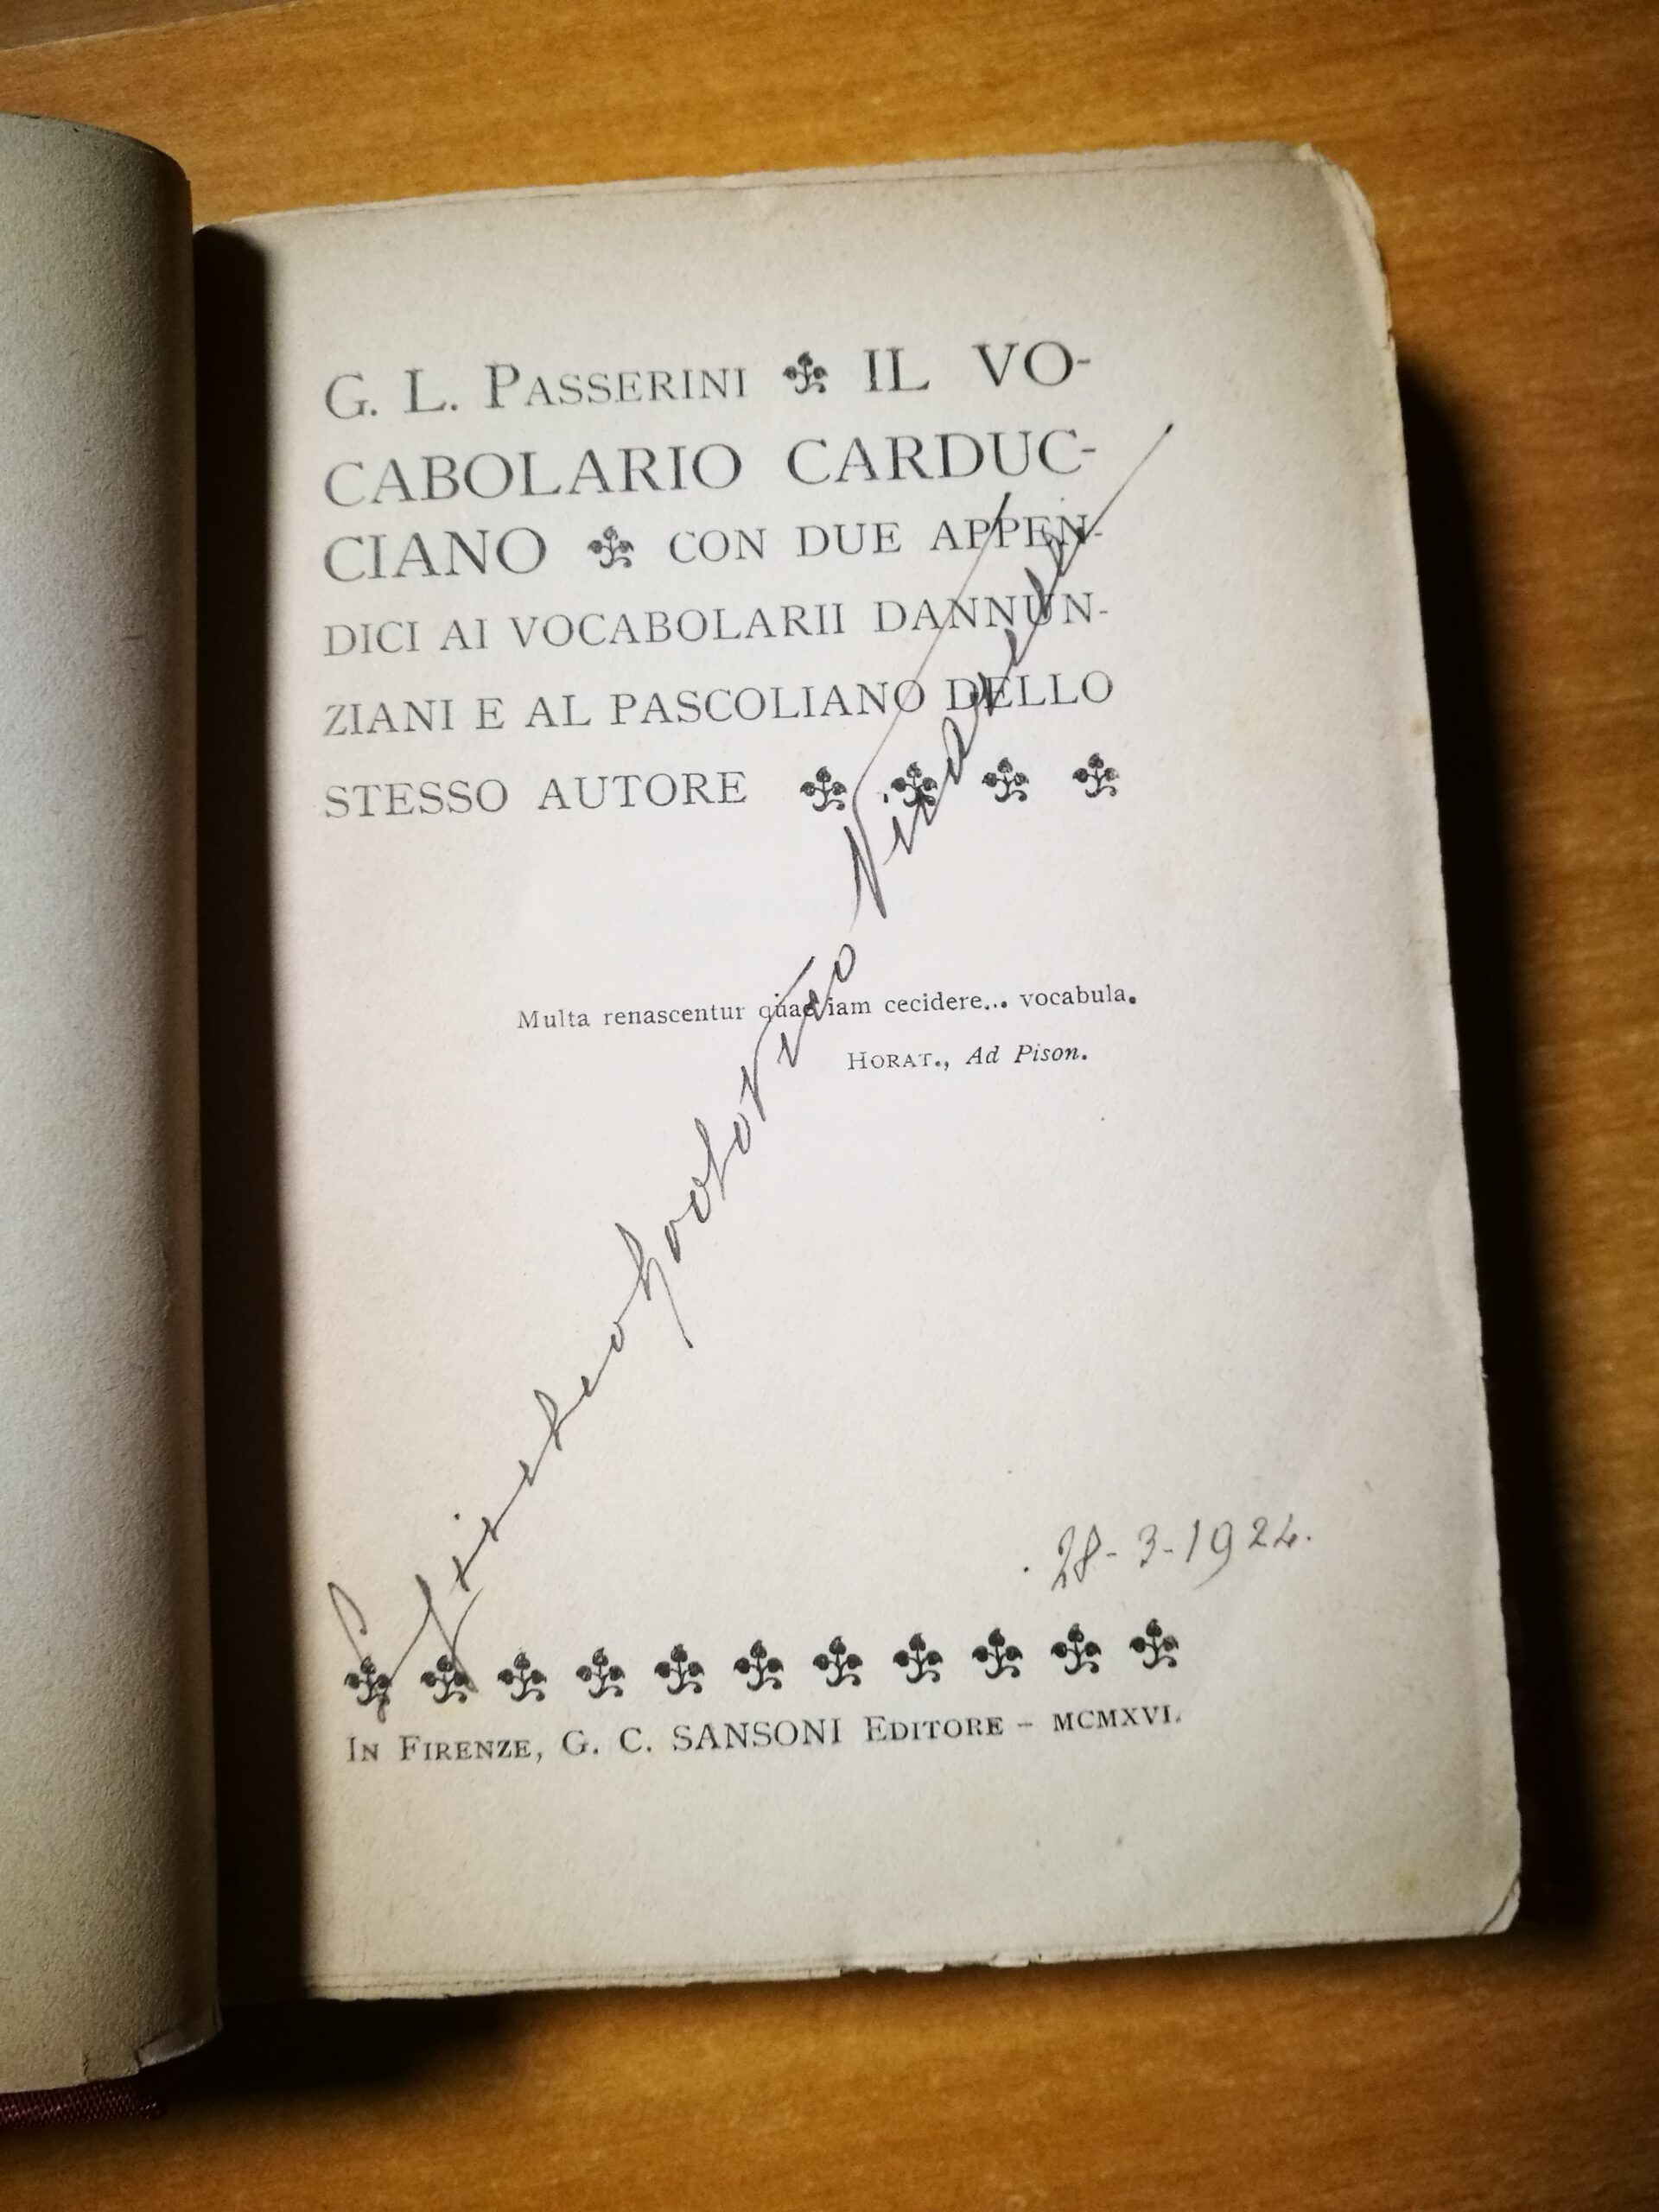 G. L. PASSERINI IL VO-
CABOLARIO CARDUC-
CIANO CON DUE APPEN-
DICI AI VOCABOLARII DANNUN-
ZIANI E AL PASCOLIANO DELLO
STESSO AUTORE
Multa renascentur quae iam cecidere... vocabula.
HORAT., Ad Pison.
28-3-1924.
IN FIRENZE, G. C. SANSONI EDITORE – MCMXVI.